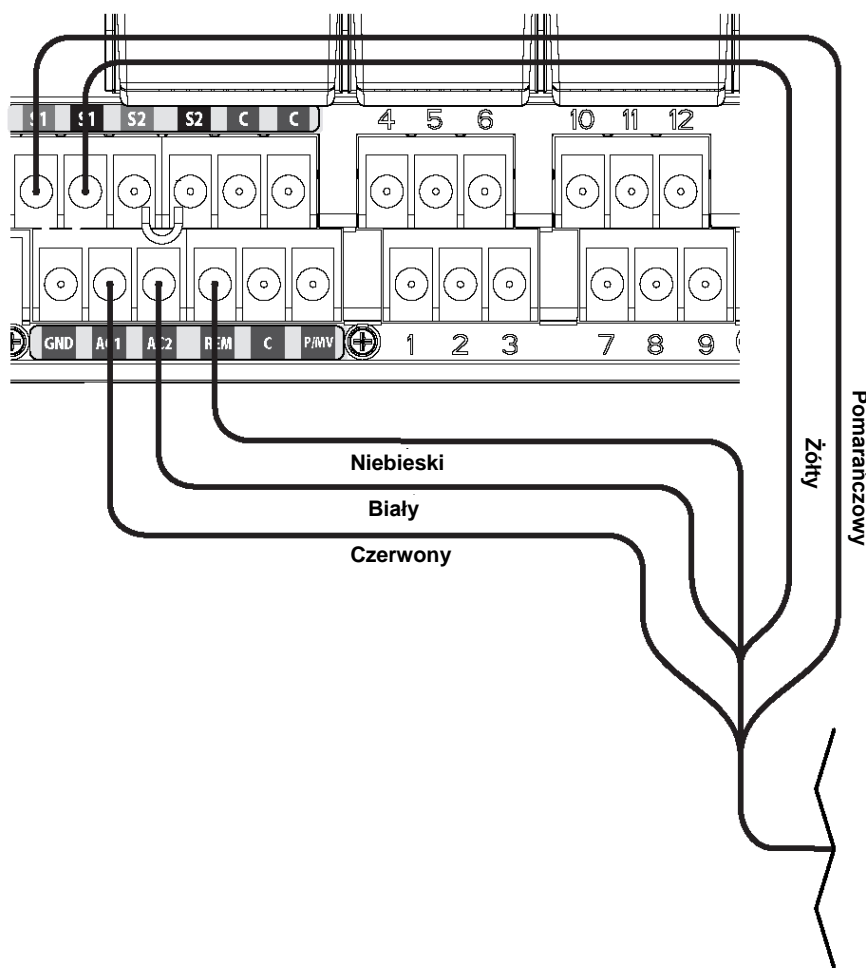 S1 S1 S2 S2 C C
4 5 6
10 11 12
GND AC1 AC2 REM C P/MV
1 2 3
7 8 9
Niebieski
Biały
Czerwony
Żółty
Pomarańczowy